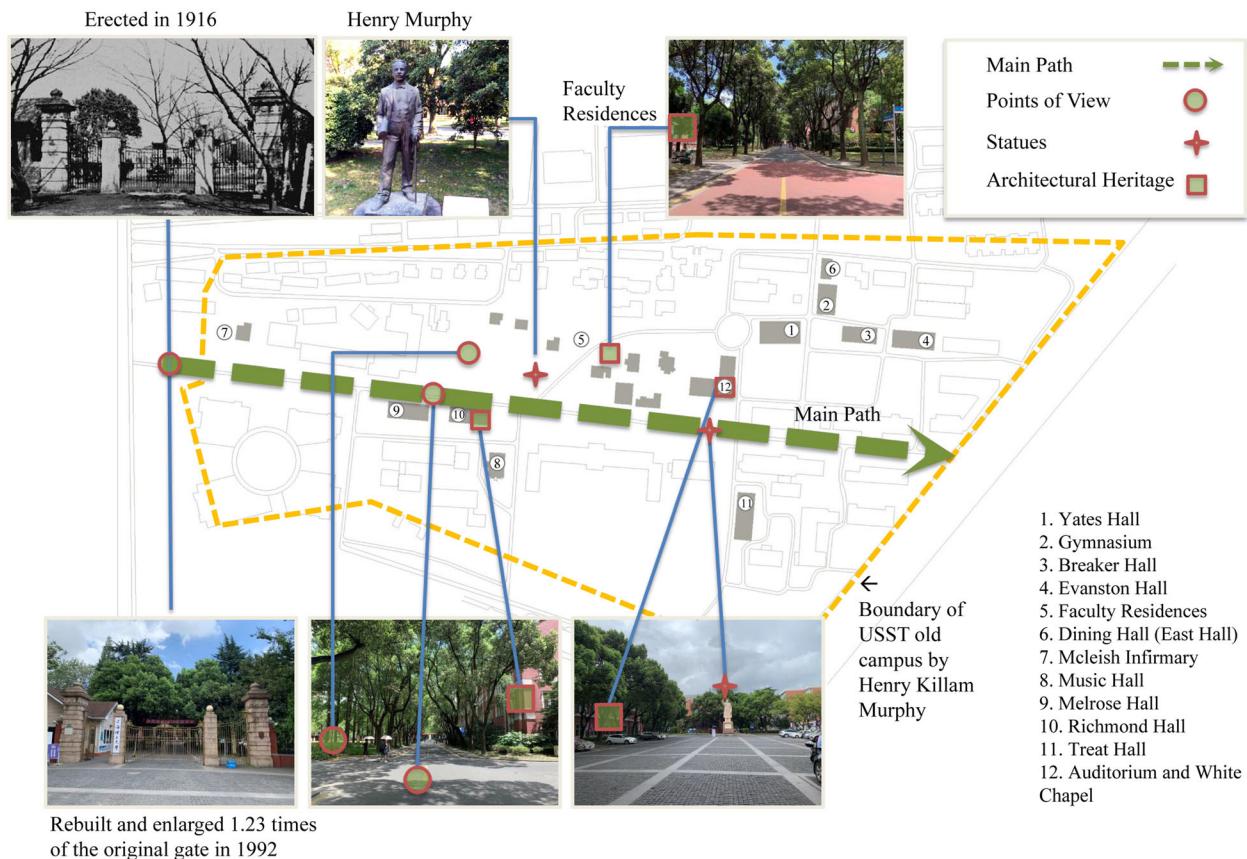 Erected in 1916
Henry Murphy
Faculty
Residences
Main Path
Points of View
Statues
Architectural Heritage
6
2
7
1
3
4
5
12
9
10
8
11
Main Path
←
Boundary of
USST old
campus by
Henry Killam
Murphy
1. Yates Hall
2. Gymnasium
3. Breaker Hall
4. Evanston Hall
5. Faculty Residences
6. Dining Hall (East Hall)
7. Mcleish Infirmary
8. Music Hall
9. Melrose Hall
10. Richmond Hall
11. Treat Hall
12. Auditorium and White
Chapel
Rebuilt and enlarged 1.23 times
of the original gate in 1992